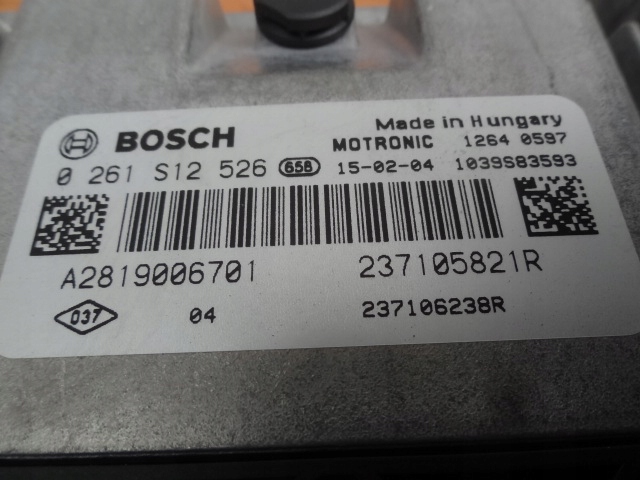 BOSCH Made in Hungary
MOTRONIC 1264 0597
0 261 S12 526 65B 15-02-04 1039S83593
A2819006701 237105821R
037 04 237106238R